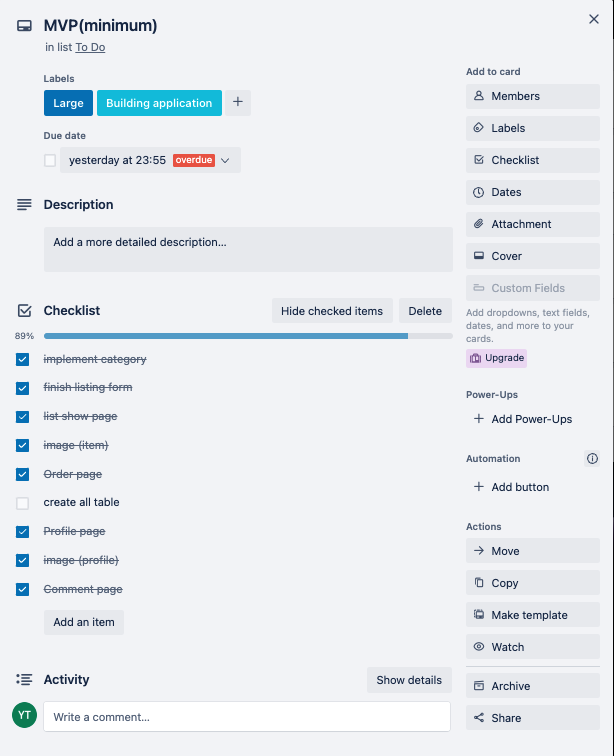 MVP(minimum)
in list To Do
Labels
Large
Building application
Due date
yesterday at 23:55 overdue
Description
Add a more detailed description...
Checklist
Hide checked items
Delete
89%
implement category
finish listing form
list show page
image (item)
Order page
create all table
Profile page
image (profile)
Comment page
Add an item
Activity
Show details
YT
Write a comment...
Add to card
Members
Labels
Checklist
Dates
Attachment
Cover
Custom Fields
Add dropdowns, text fields,
dates, and more to your
cards.
Upgrade
Power-Ups
Add Power-Ups
Automation
Add button
Actions
Move
Copy
Make template
Watch
Archive
Share